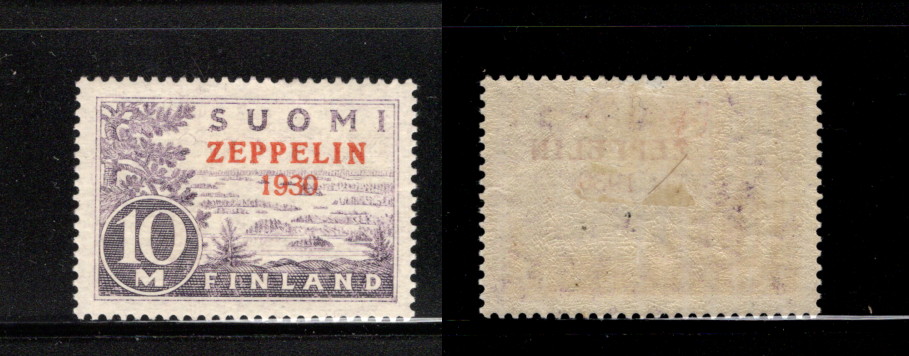 SUOMI
ZEPPELIN
1930
10
M
FINLAND